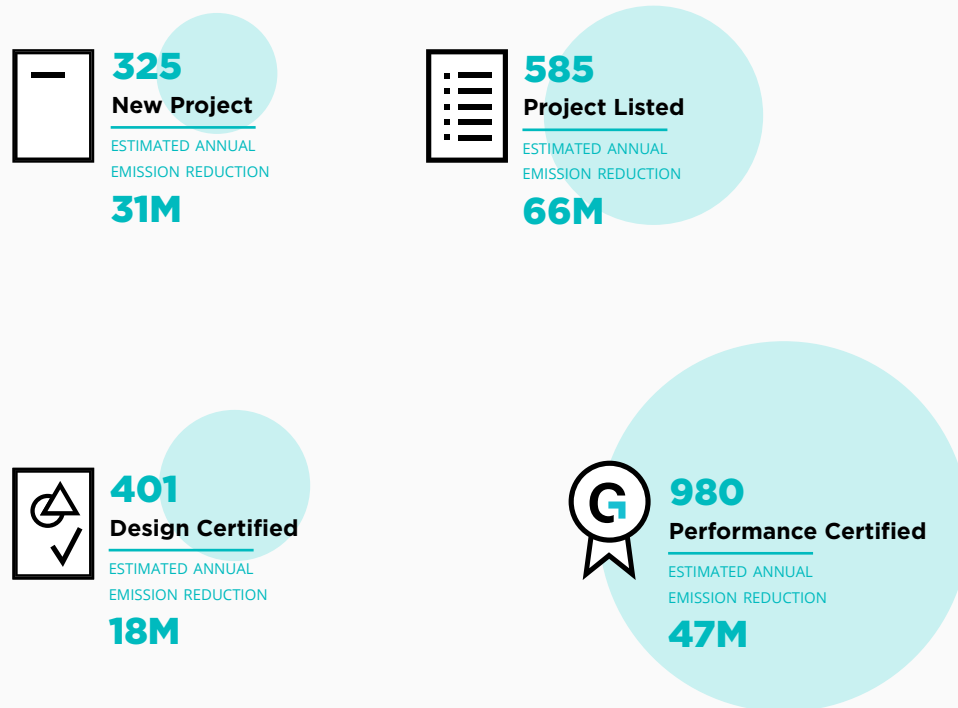 325
New Project
ESTIMATED ANNUAL
EMISSION REDUCTION
31M
585
Project Listed
ESTIMATED ANNUAL
EMISSION REDUCTION
66M
401
Design Certified
ESTIMATED ANNUAL
EMISSION REDUCTION
18M
G
980
Performance Certified
ESTIMATED ANNUAL
EMISSION REDUCTION
47M